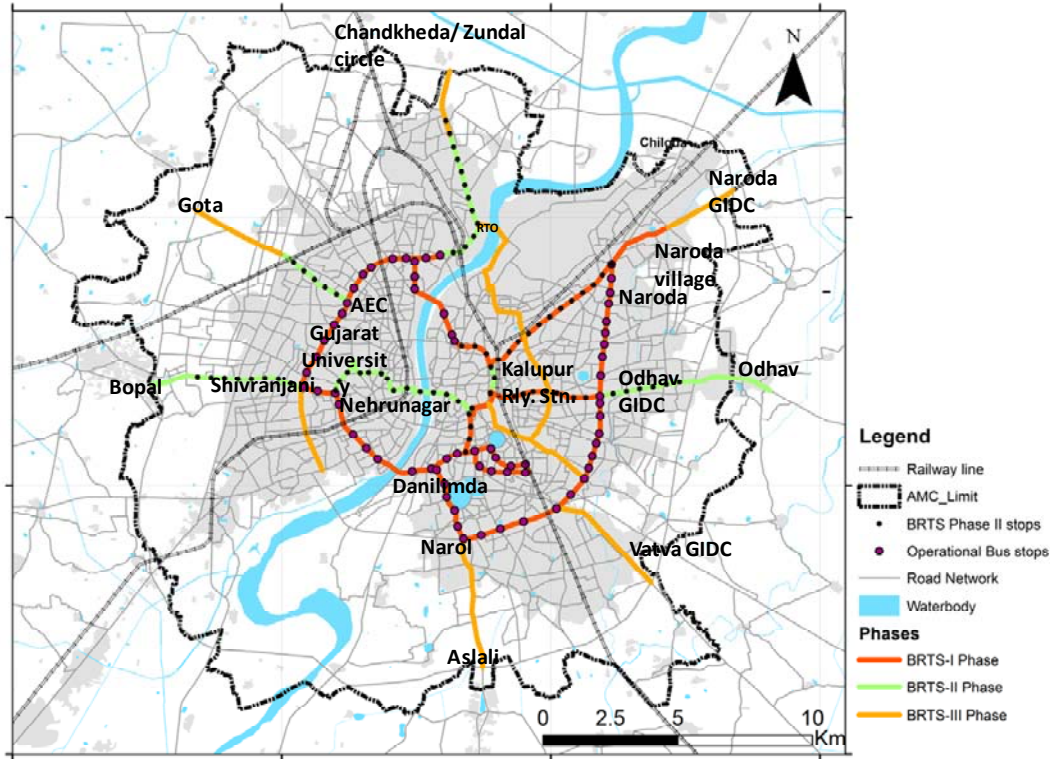 Chandkheda/ Zundal
circle
N
Chiloda
Naroda
GIDC
Gota
RTO
Naroda
village
Naroda
AEC
Gujarat
Universit
y
Kalupur
Rly. Stn.
Bopal
Shivranjani
Nehrunagar
Odhav
GIDC
Odhav
Danilimda
Narol
Vatva GIDC
Aslali
Legend
Railway line
AMC_Limit
BRTS Phase II stops
Operational Bus stops
Road Network
Waterbody
Phases
BRTS-I Phase
BRTS-II Phase
BRTS-III Phase
0 2.5 5 10
Km